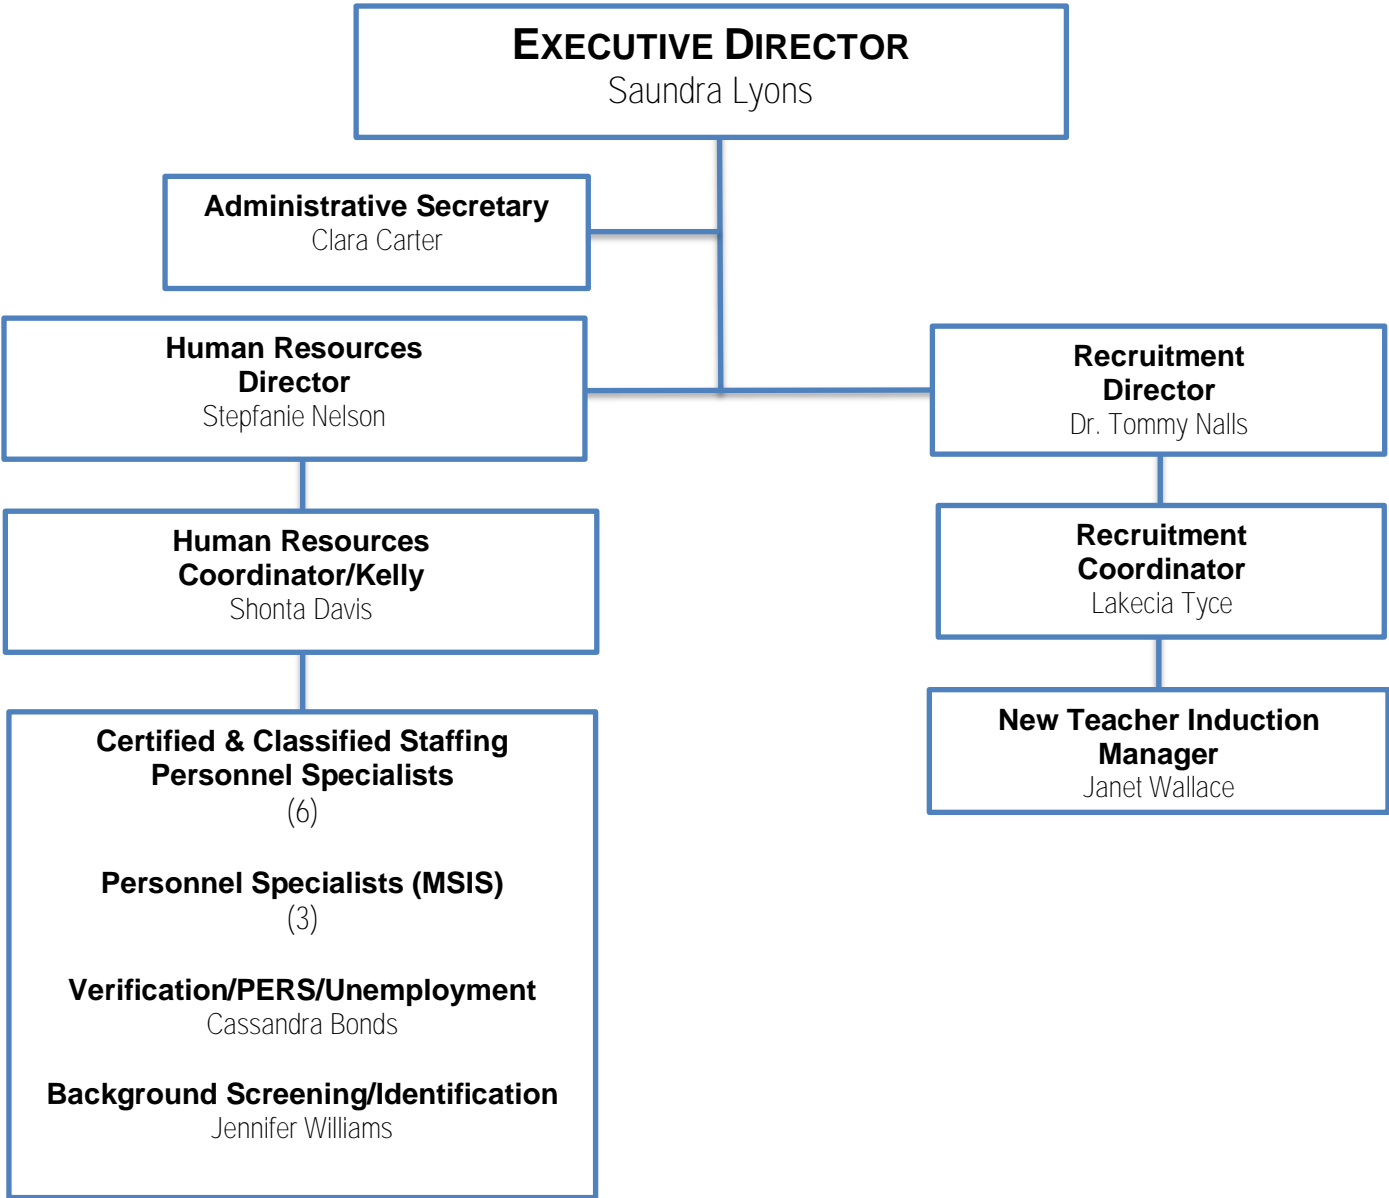 EXECUTIVE DIRECTOR
Saundra Lyons
Administrative Secretary
Clara Carter
Human Resources
Director
Stepfanie Nelson
Recruitment
Director
Dr. Tommy Nalls
Human Resources
Coordinator/Kelly
Shonta Davis
Recruitment
Coordinator
Lakecia Tyce
Certified & Classified Staffing
Personnel Specialists
(6)
Personnel Specialists (MSIS)
(3)
Verification/PERS/Unemployment
Cassandra Bonds
Background Screening/Identification
Jennifer Williams
New Teacher Induction
Manager
Janet Wallace